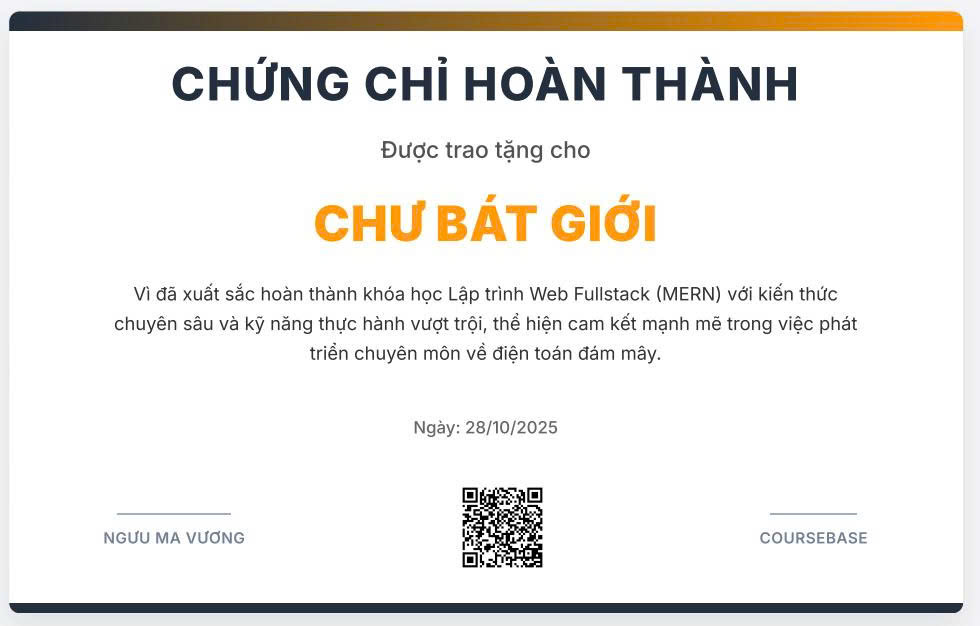 CHỨNG CHỈ HOÀN THÀNH
Được trao tặng cho
CHƯ BÁT GIỚI
Vì đã xuất sắc hoàn thành khóa học Lập trình Web Fullstack (MERN) với kiến thức
chuyên sâu và kỹ năng thực hành vượt trội, thể hiện cam kết mạnh mẽ trong việc phát
triển chuyên môn về điện toán đám mây.
Ngày: 28/10/2025
NGƯU MA VƯƠNG
COURSEBASE